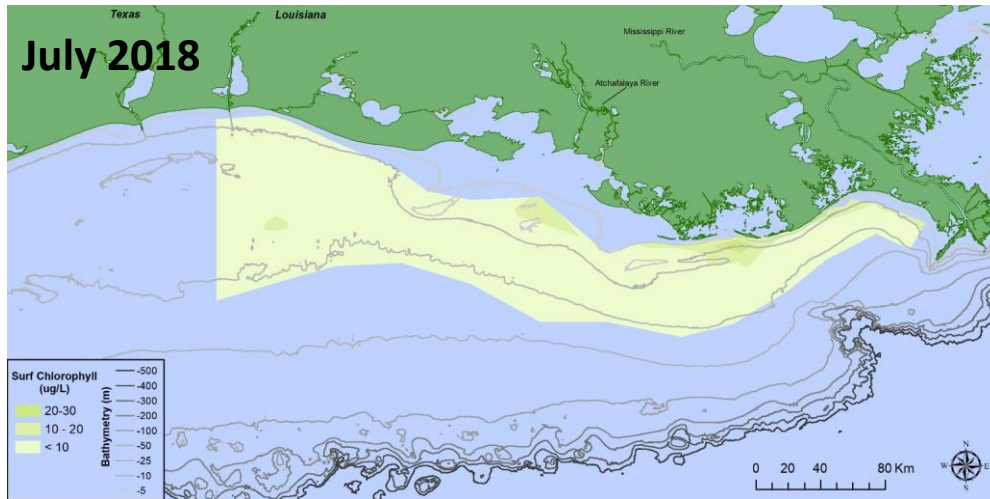 Texas
Louisiana
July 2018
Mississippi River
Atchafalaya River
Surf Chlorophyll
(ug/L)
20-30
10 - 20
< 10
Bathymetry (m)
-500
-400
-300
-200
-100
-50
-25
-10
-5
0 20 40 80 Km
N
W
E
S